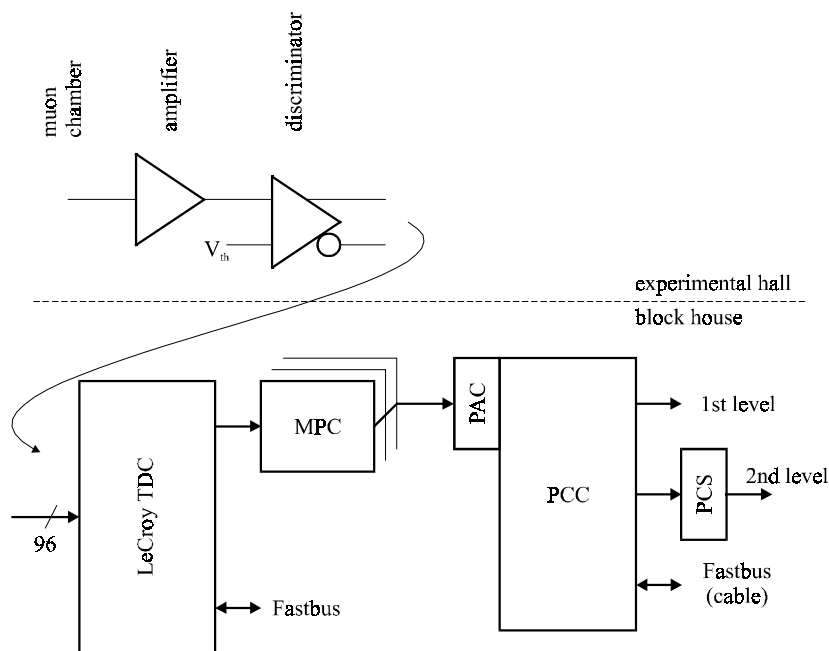 muon
chamber
amplifier
discriminator
Vth
experimental hall
block house
LeCroy TDC
96
Fastbus
MPC
PAC
PCC
1st level
PCS
2nd level
Fastbus
(cable)